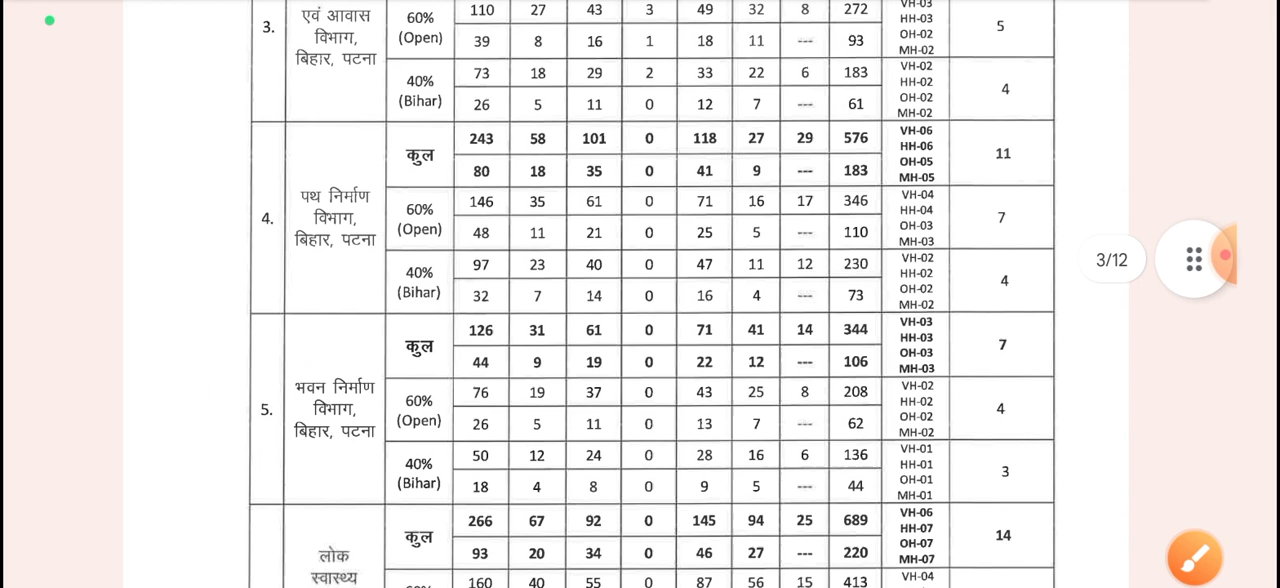 3.
एवं आवास
विभाग,
बिहार, पटना
60%
(Open)
110 27 43 3 49 32 8 272
39 8 16 1 18 11 --- 93
VH-03
HH-03
OH-02
MH-02
5
40%
(Bihar)
73 18 29 2 33 22 6 183
26 5 11 0 12 7 --- 61
VH-02
HH-02
OH-02
MH-02
4
4.
पथ निर्माण
विभाग,
बिहार, पटना
कुल
243 58 101 0 118 27 29 576
80 18 35 0 41 9 --- 183
VH-06
HH-06
OH-05
MH-05
11
60%
(Open)
146 35 61 0 71 16 17 346
48 11 21 0 25 5 --- 110
VH-04
HH-04
OH-03
MH-03
7
40%
(Bihar)
97 23 40 0 47 11 12 230
32 7 14 0 16 4 --- 73
VH-02
HH-02
OH-02
MH-02
4
3/12
5.
भवन निर्माण
विभाग,
बिहार, पटना
कुल
126 31 61 0 71 41 14 344
44 9 19 0 22 12 --- 106
VH-03
HH-03
OH-03
MH-03
7
60%
(Open)
76 19 37 0 43 25 8 208
26 5 11 0 13 7 --- 62
VH-02
HH-02
OH-02
MH-02
4
40%
(Bihar)
50 12 24 0 28 16 6 136
18 4 8 0 9 5 --- 44
VH-01
HH-01
OH-01
MH-01
3
लोक
स्वास्थ्य
कुल
266 67 92 0 145 94 25 689
93 20 34 0 46 27 --- 220
VH-06
HH-07
OH-07
MH-07
14
160 40 55 0 87 56 15 413
VH-04